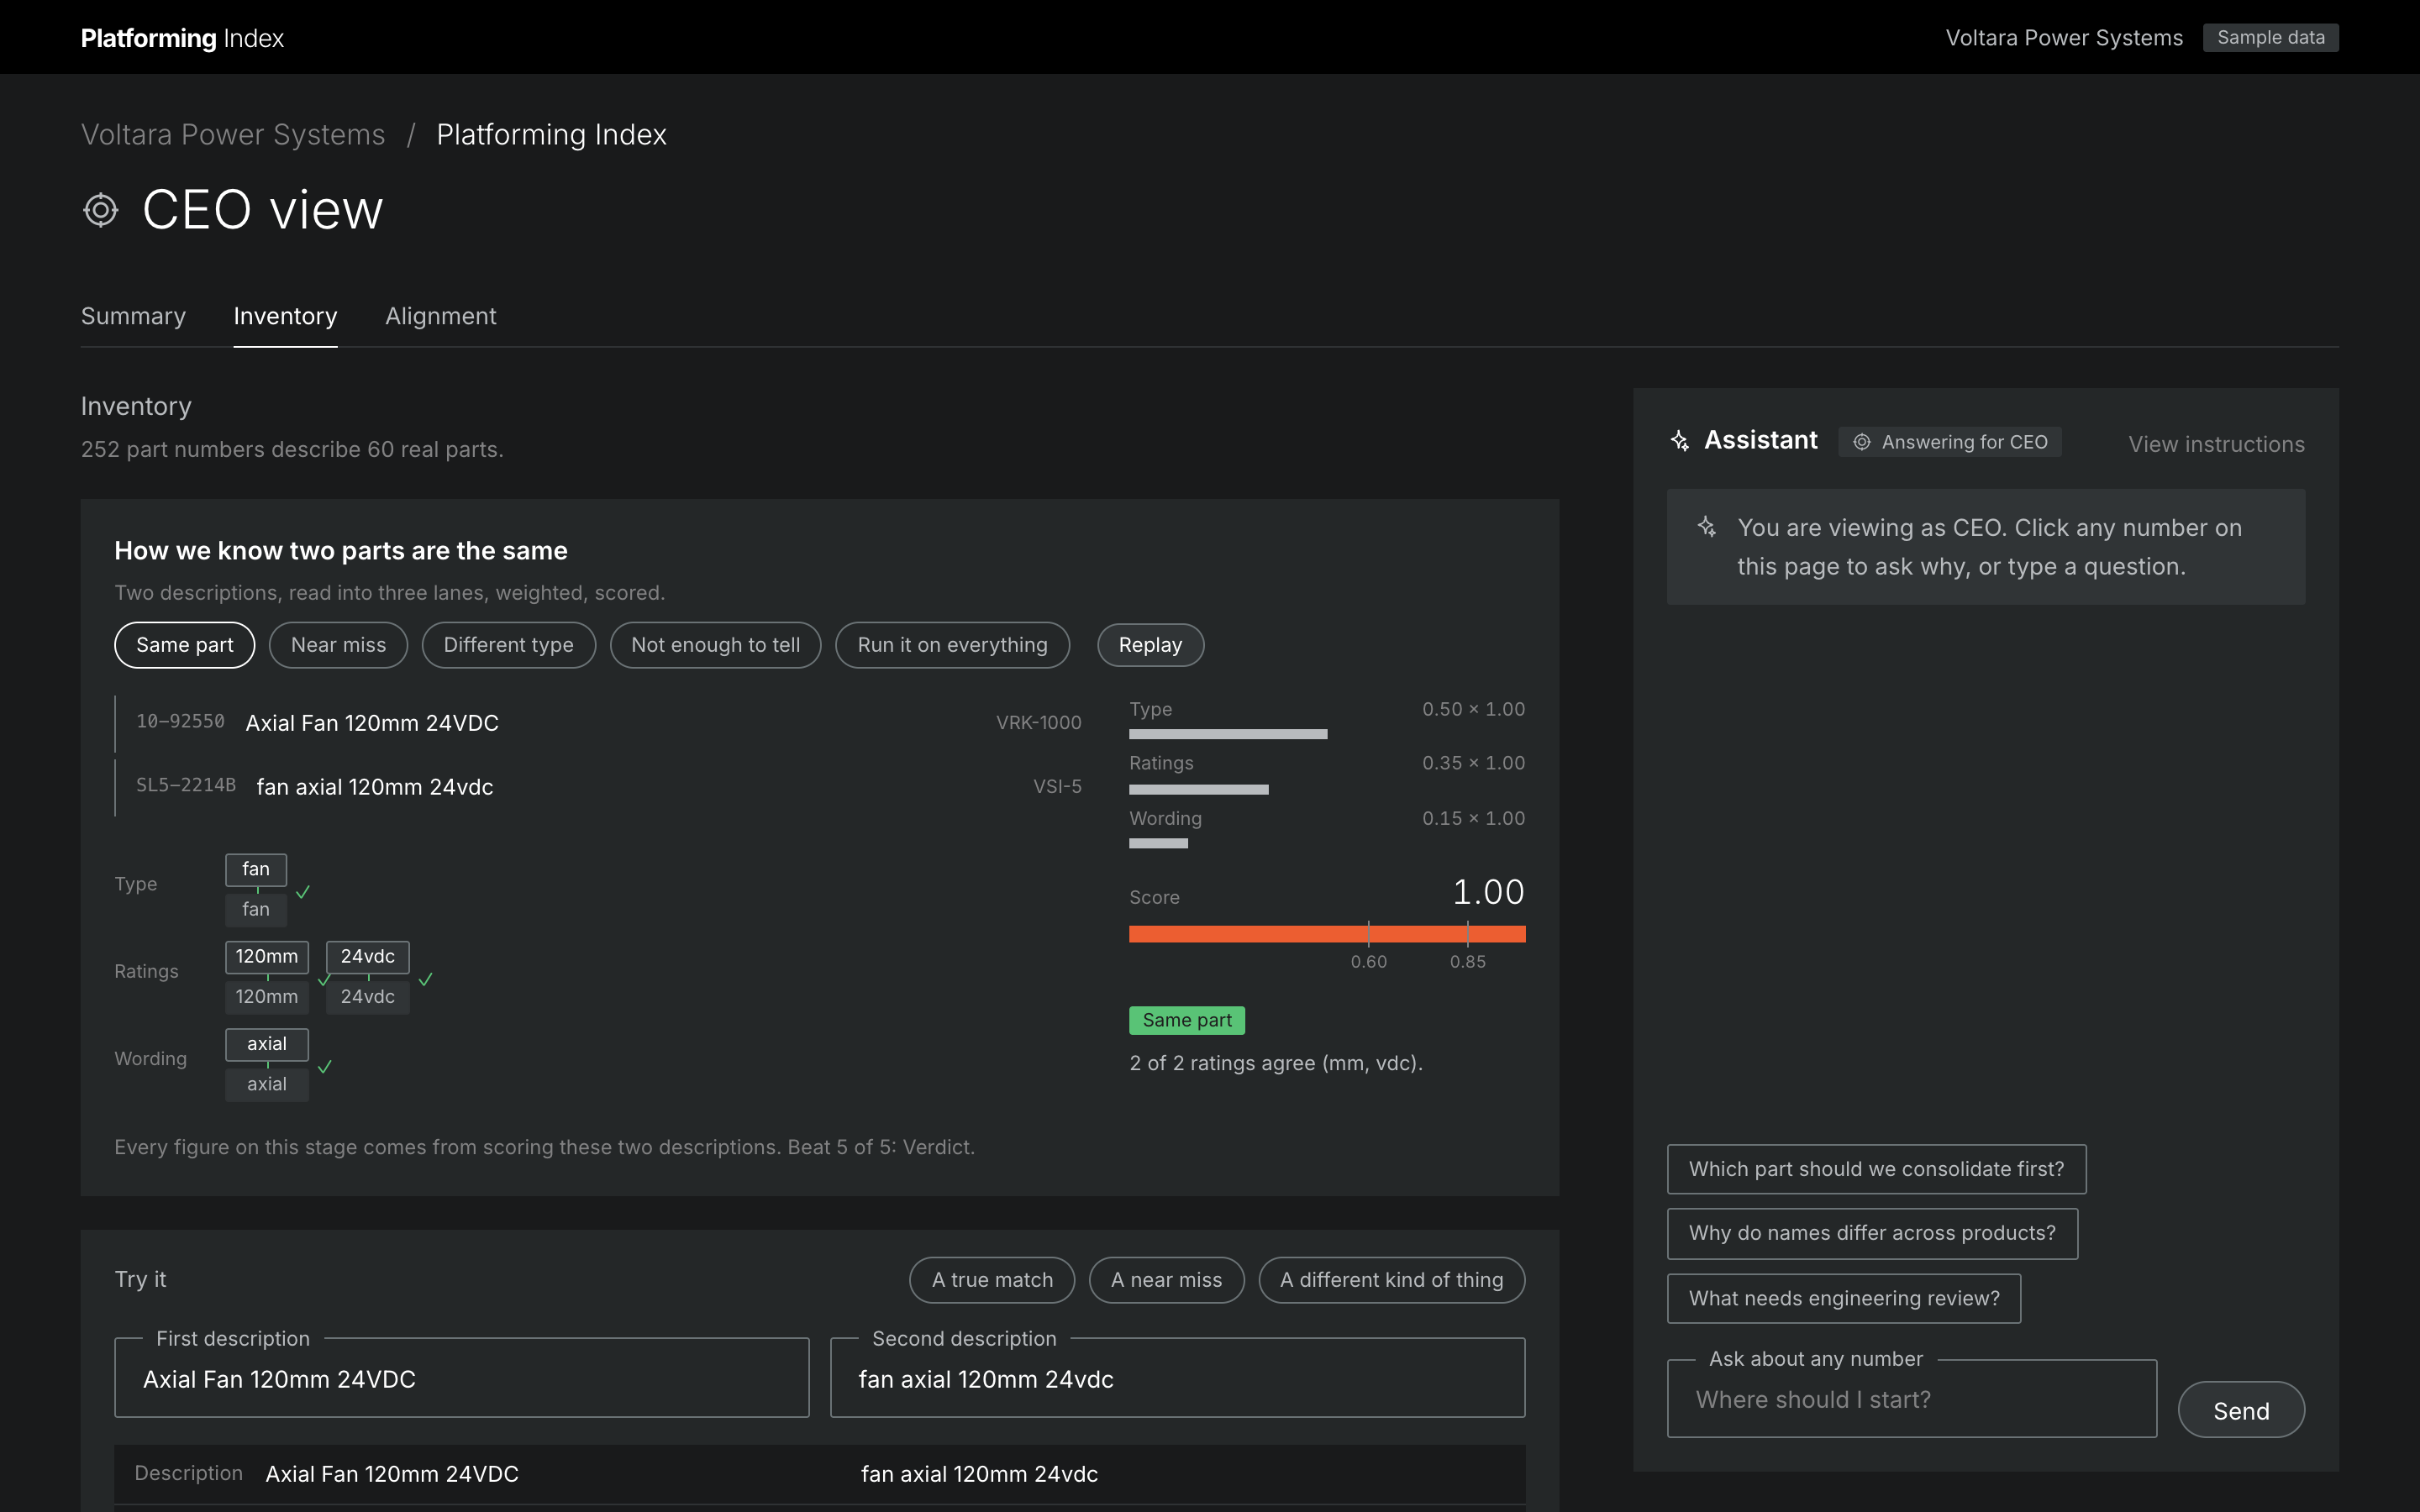 Platforming Index
Voltara Power Systems
Sample data
Voltara Power Systems / Platforming Index
CEO view
Summary
Inventory
Alignment
Inventory
252 part numbers describe 60 real parts.
How we know two parts are the same
Two descriptions, read into three lanes, weighted, scored.
Same part
Near miss
Different type
Not enough to tell
Run it on everything
Replay
10-92550 Axial Fan 120mm 24VDC VRK-1000
SL5-2214B fan axial 120mm 24vdc VSI-5
Type
fan
fan
Ratings
120mm 24vdc
120mm 24vdc
Wording
axial
axial
Type 0.50 × 1.00
Ratings 0.35 × 1.00
Wording 0.15 × 1.00
Score 1.00
0.60 0.85
Same part
2 of 2 ratings agree (mm, vdc).
Every figure on this stage comes from scoring these two descriptions. Beat 5 of 5: Verdict.
Try it
A true match
A near miss
A different kind of thing
First description
Axial Fan 120mm 24VDC
Second description
fan axial 120mm 24vdc
Description Axial Fan 120mm 24VDC fan axial 120mm 24vdc
Assistant
Answering for CEO
View instructions
You are viewing as CEO. Click any number on
this page to ask why, or type a question.
Which part should we consolidate first?
Why do names differ across products?
What needs engineering review?
Ask about any number
Where should I start?
Send